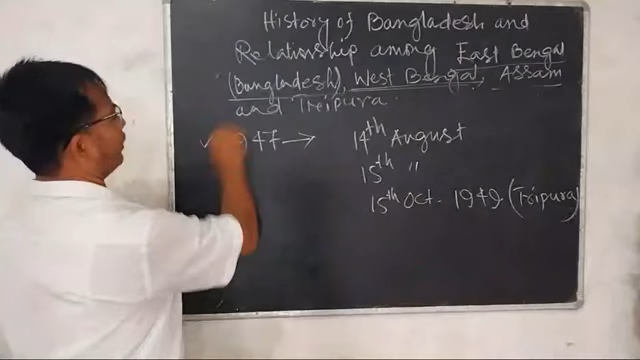 History of Bangladesh and
Relationship among East Bengal
(Bangladesh), West Bengal, Assam
and Treipura.
47 → 14th August
15th "
15th Oct. 1949 (Tripura)